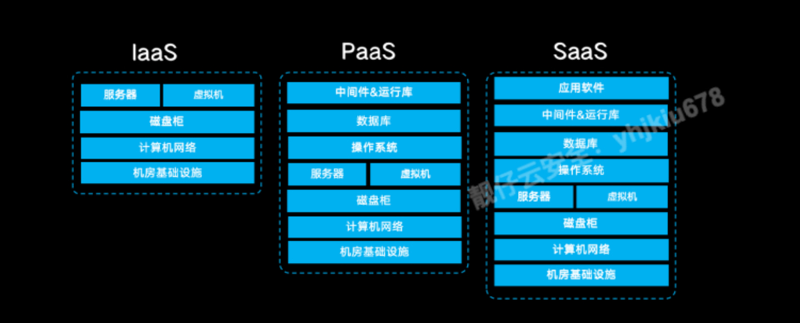 IaaS
服务器 虚拟机
磁盘柜
计算机网络
机房基础设施
PaaS
中间件&运行库
数据库
操作系统
服务器 虚拟机
磁盘柜
计算机网络
机房基础设施
SaaS
应用软件
中间件&运行库
数据库
操作系统
服务器 虚拟机
磁盘柜
计算机网络
机房基础设施
靓仔云安全：yhjklu678